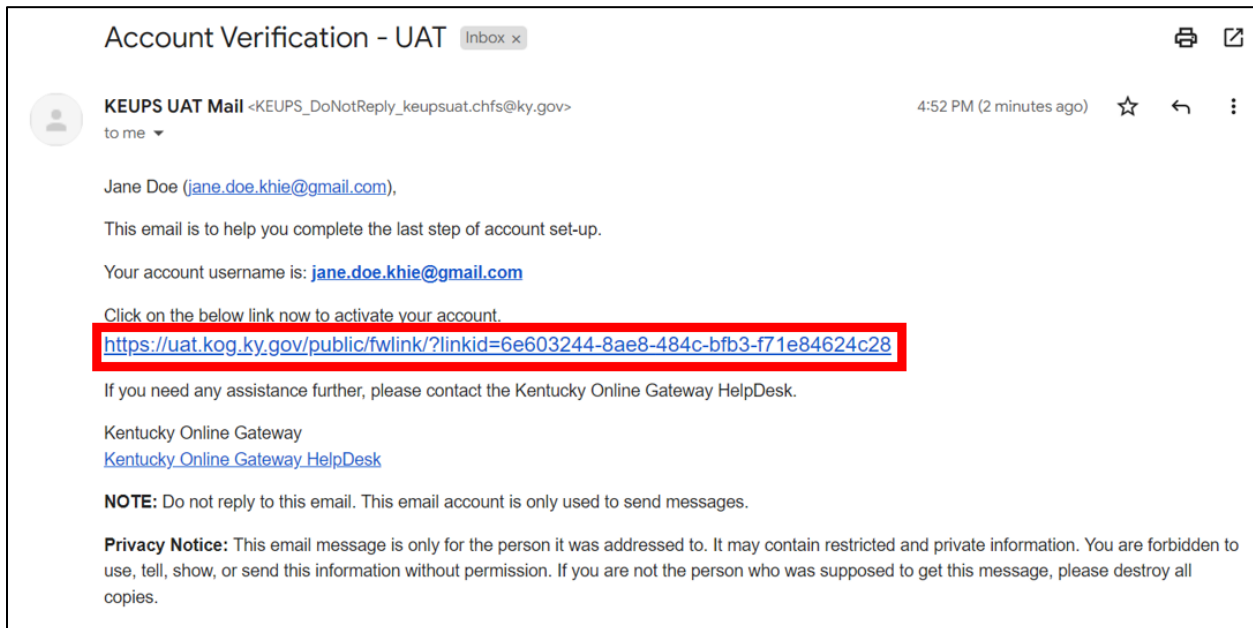 Account Verification - UAT Inbox ×
KEUPS UAT Mail <KEUPS_DoNotReply_keupsuat.chfs@ky.gov> 4:52 PM (2 minutes ago)
to me
Jane Doe (jane.doe.khie@gmail.com),
This email is to help you complete the last step of account set-up.
Your account username is: jane.doe.khie@gmail.com
Click on the below link now to activate your account.
https://uat.kog.ky.gov/public/fwlink/?linkid=6e603244-8ae8-484c-bfb3-f71e84624c28
If you need any assistance further, please contact the Kentucky Online Gateway HelpDesk.
Kentucky Online Gateway
Kentucky Online Gateway HelpDesk
NOTE: Do not reply to this email. This email account is only used to send messages.
Privacy Notice: This email message is only for the person it was addressed to. It may contain restricted and private information. You are forbidden to
use, tell, show, or send this information without permission. If you are not the person who was supposed to get this message, please destroy all
copies.